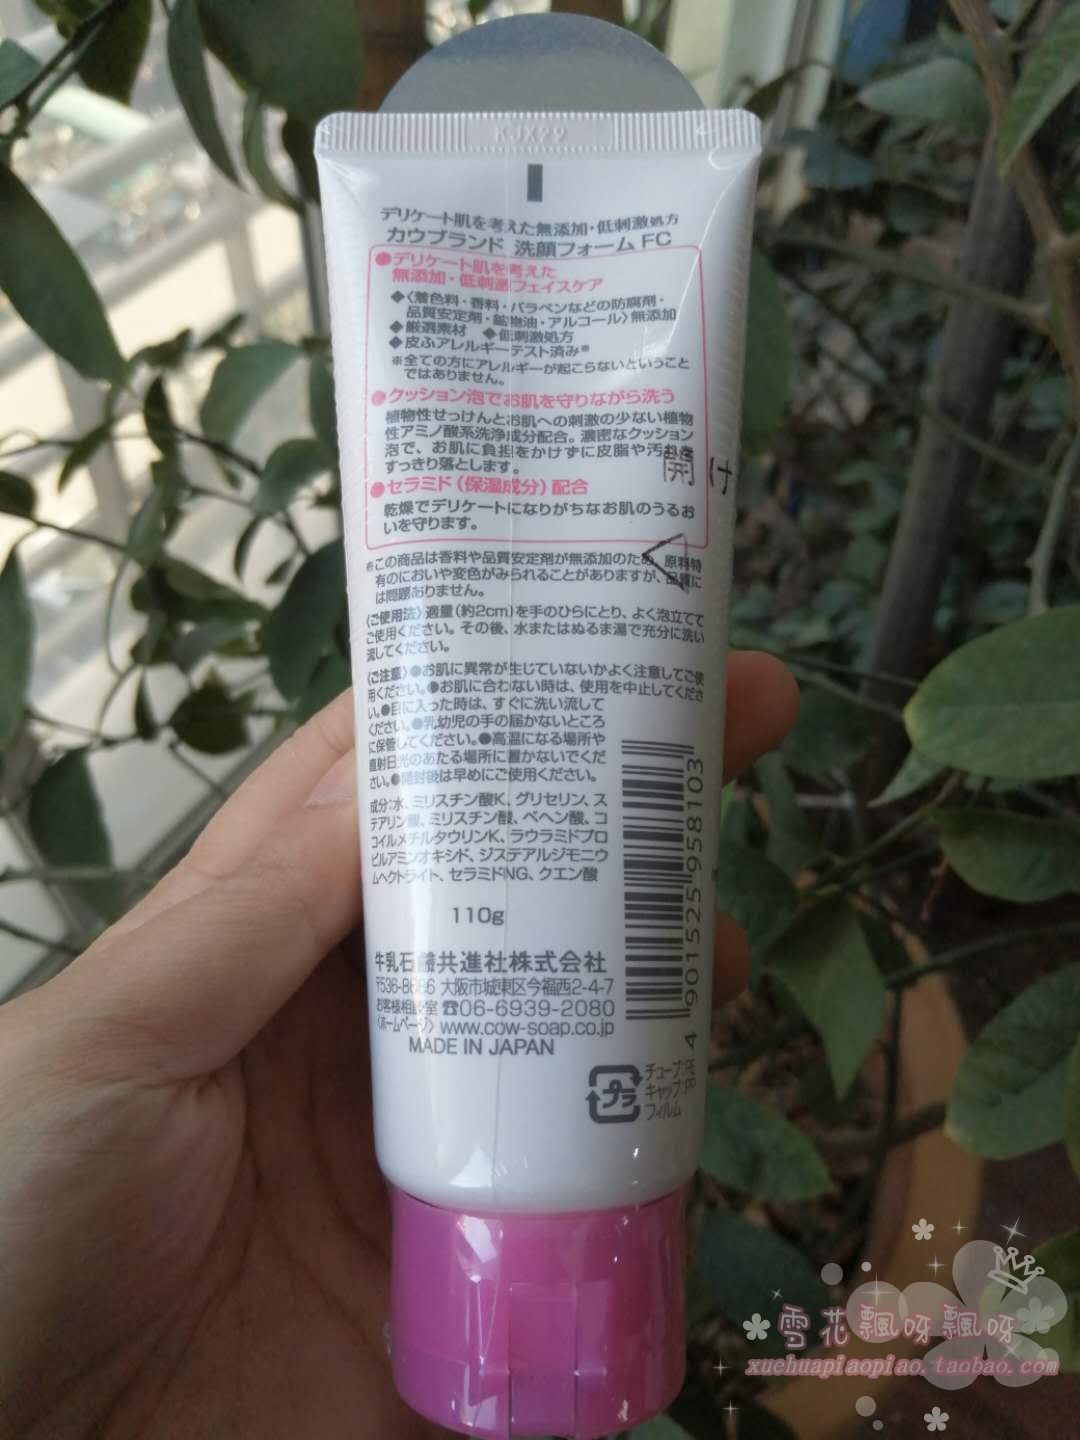 KJX29
デリケート肌を考えた無添加・低刺激処方
カウブランド 洗顔フォーム FC
●デリケート肌を考えた
無添加・低刺激フェイスケア
◆〈着色料・香料・パラベンなどの防腐剤・
品質安定剤・鉱物油・アルコール〉無添加
◆厳選素材 ◆低刺激処方
◆皮ふアレルギーテスト済み※
※全ての方にアレルギーが起こらないということ
ではありません。
●クッション泡でお肌を守りながら洗う
植物性せっけんとお肌への刺激の少ない植物
性アミノ酸系洗浄成分配合。濃密なクッション
泡で、お肌に負担をかけずに皮脂や汚れを
すっきり落とします。
開け
●セラミド(保湿成分)配合
乾燥でデリケートになりがちなお肌のうるお
いを守ります。
※この商品は香料や品質安定剤が無添加のため、原料特
有のにおいや変色がみられることがありますが、品質に
は問題ありません。
〈ご使用法〉適量(約2cm)を手のひらにとり、よく泡立てて
ご使用ください。その後、水またはぬるま湯で充分に洗い
流してください。
〈ご注意〉●お肌に異常が生じていないかよく注意してご使
用ください。●お肌に合わない時は、使用を中止してくださ
い。●目に入った時は、すぐに洗い流して
ください。●乳幼児の手の届かないところ
に保管してください。●高温になる場所や
直射日光のあたる場所に置かないでくだ
さい。●開封後は早めにご使用ください。
成分:水、ミリスチン酸K、グリセリン、ス
テアリン酸、ミリスチン酸、ベヘン酸、コ
コイルメチルタウリンK、ラウラミドプロ
ピルアミンオキシド、ジステアルジモニウ
ムヘクトライト、セラミドNG、クエン酸
110g
牛乳石鹼共進社株式会社
〒536-8686 大阪市城東区今福西2-4-7
お客様相談室 ☎06-6939-2080
〈ホームページ〉www.cow-soap.co.jp
MADE IN JAPAN
4 901525 958103
プラ
チューブ:PE
キャップ:PP
フィルム
雪花飄呀飄呀
xuehuapiaopiao.taobao.com